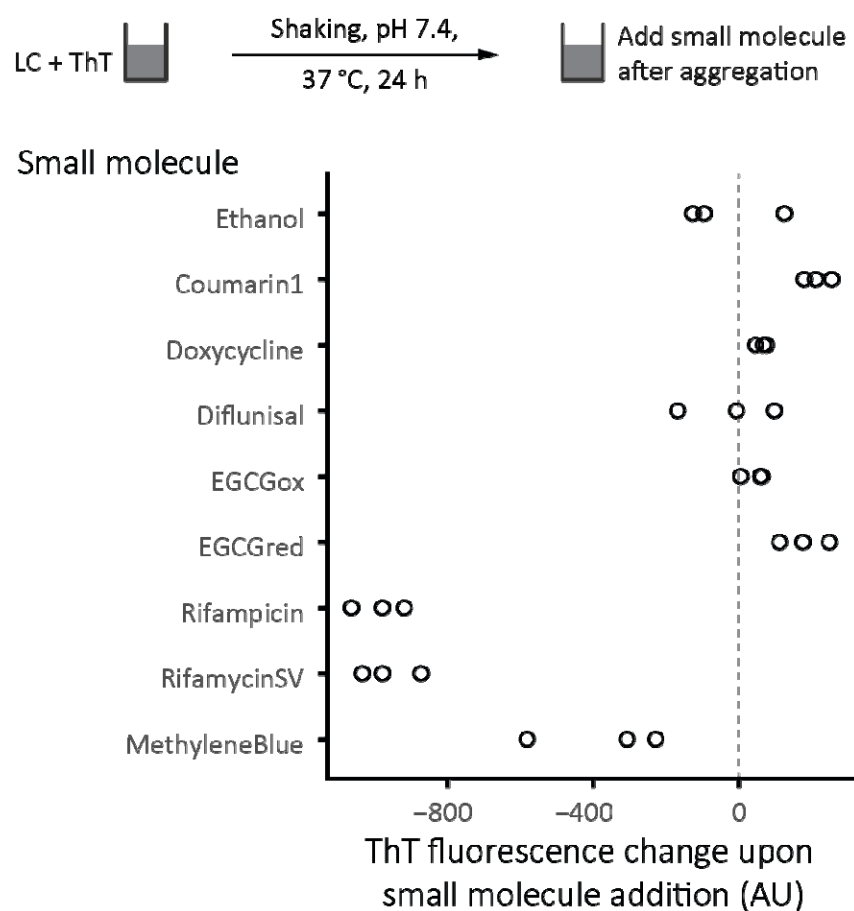 LC + ThT
Shaking, pH 7.4,
37 °C, 24 h
Add small molecule
after aggregation
Small molecule
Ethanol
Coumarin1
Doxycycline
Diflunisal
EGCGox
EGCGred
Rifampicin
RifamycinSV
MethyleneBlue
−800 −400 0
ThT fluorescence change upon
small molecule addition (AU)